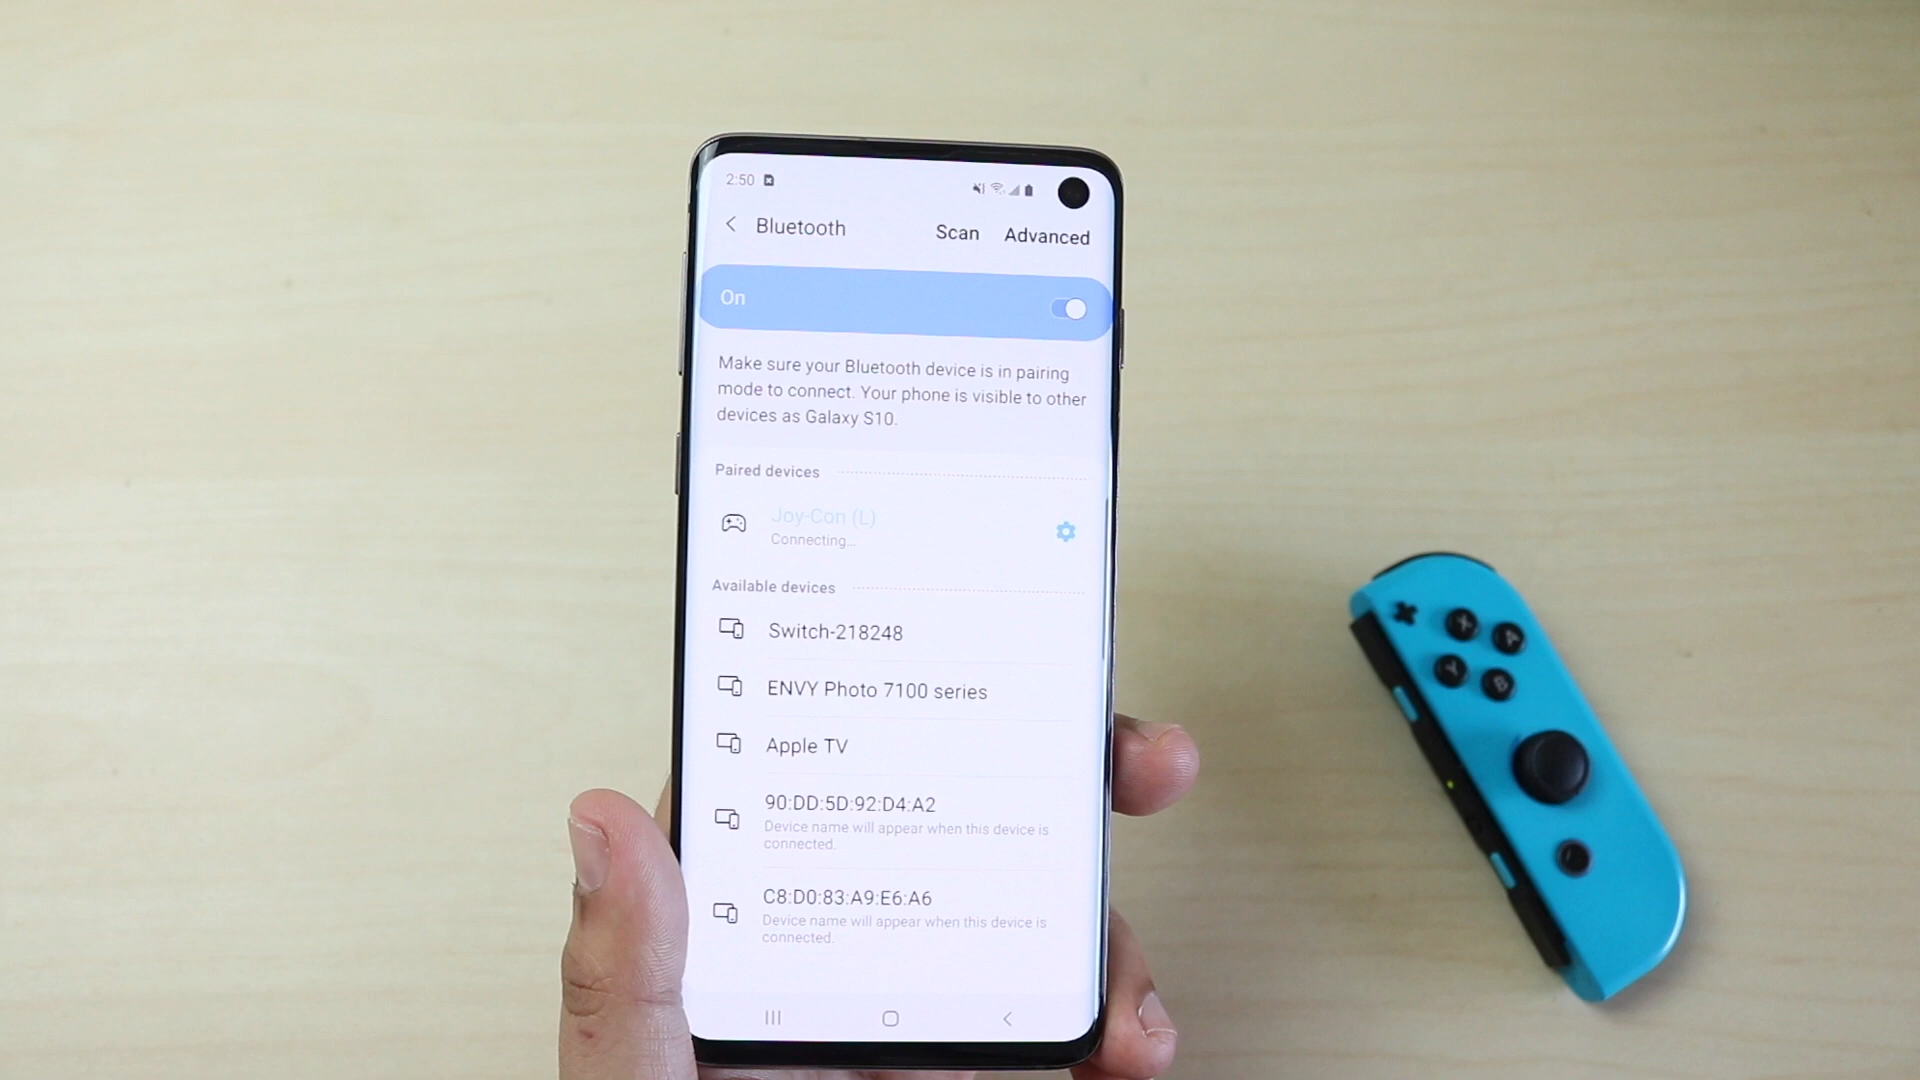 2:50
Bluetooth Scan Advanced
On
Make sure your Bluetooth device is in pairing
mode to connect. Your phone is visible to other
devices as Galaxy S10.
Paired devices
Joy-Con (L)
Connecting...
Available devices
Switch-218248
ENVY Photo 7100 series
Apple TV
90:DD:5D:92:D4:A2
Device name will appear when this device is
connected.
C8:D0:83:A9:E6:A6
Device name will appear when this device is
connected.
X
A
Y
B